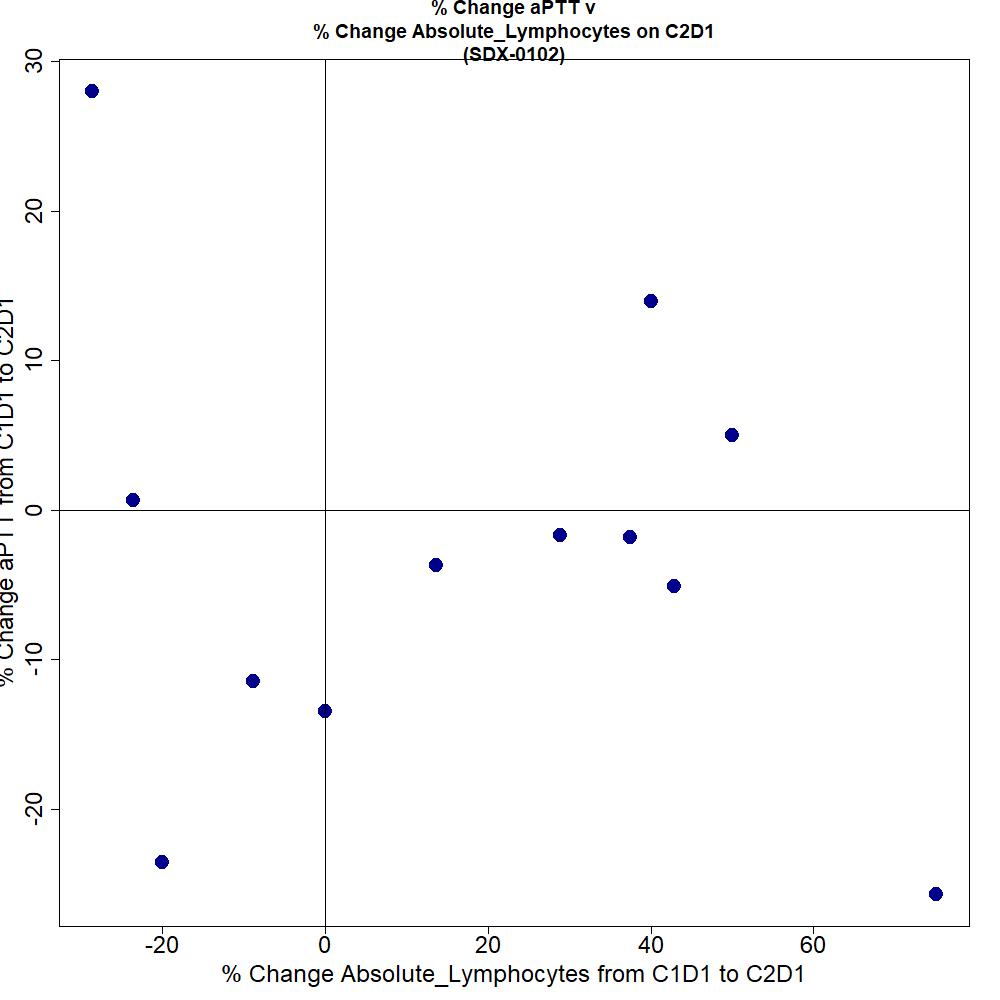 % Change aPTT v
% Change Absolute_Lymphocytes on C2D1
(SDX-0102)
30
20
10
0
-10
-20
% Change aPTT from C1D1 to C2D1
-20
0
20
40
60
% Change Absolute_Lymphocytes from C1D1 to C2D1